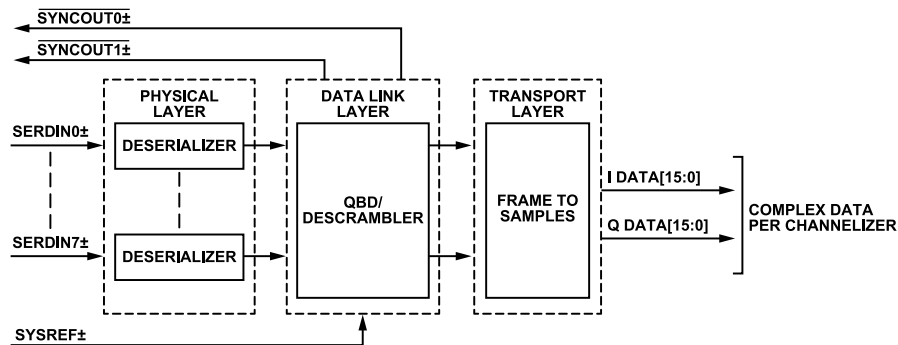 SYNCOUT0±
SYNCOUT1±
PHYSICAL
LAYER
DATA LINK
LAYER
TRANSPORT
LAYER
SERDIN0±
DESERIALIZER
QBD/
DESCRAMBLER
FRAME TO
SAMPLES
I DATA[15:0]
Q DATA[15:0]
COMPLEX DATA
PER CHANNELIZER
SERDIN7±
DESERIALIZER
SYSREF±